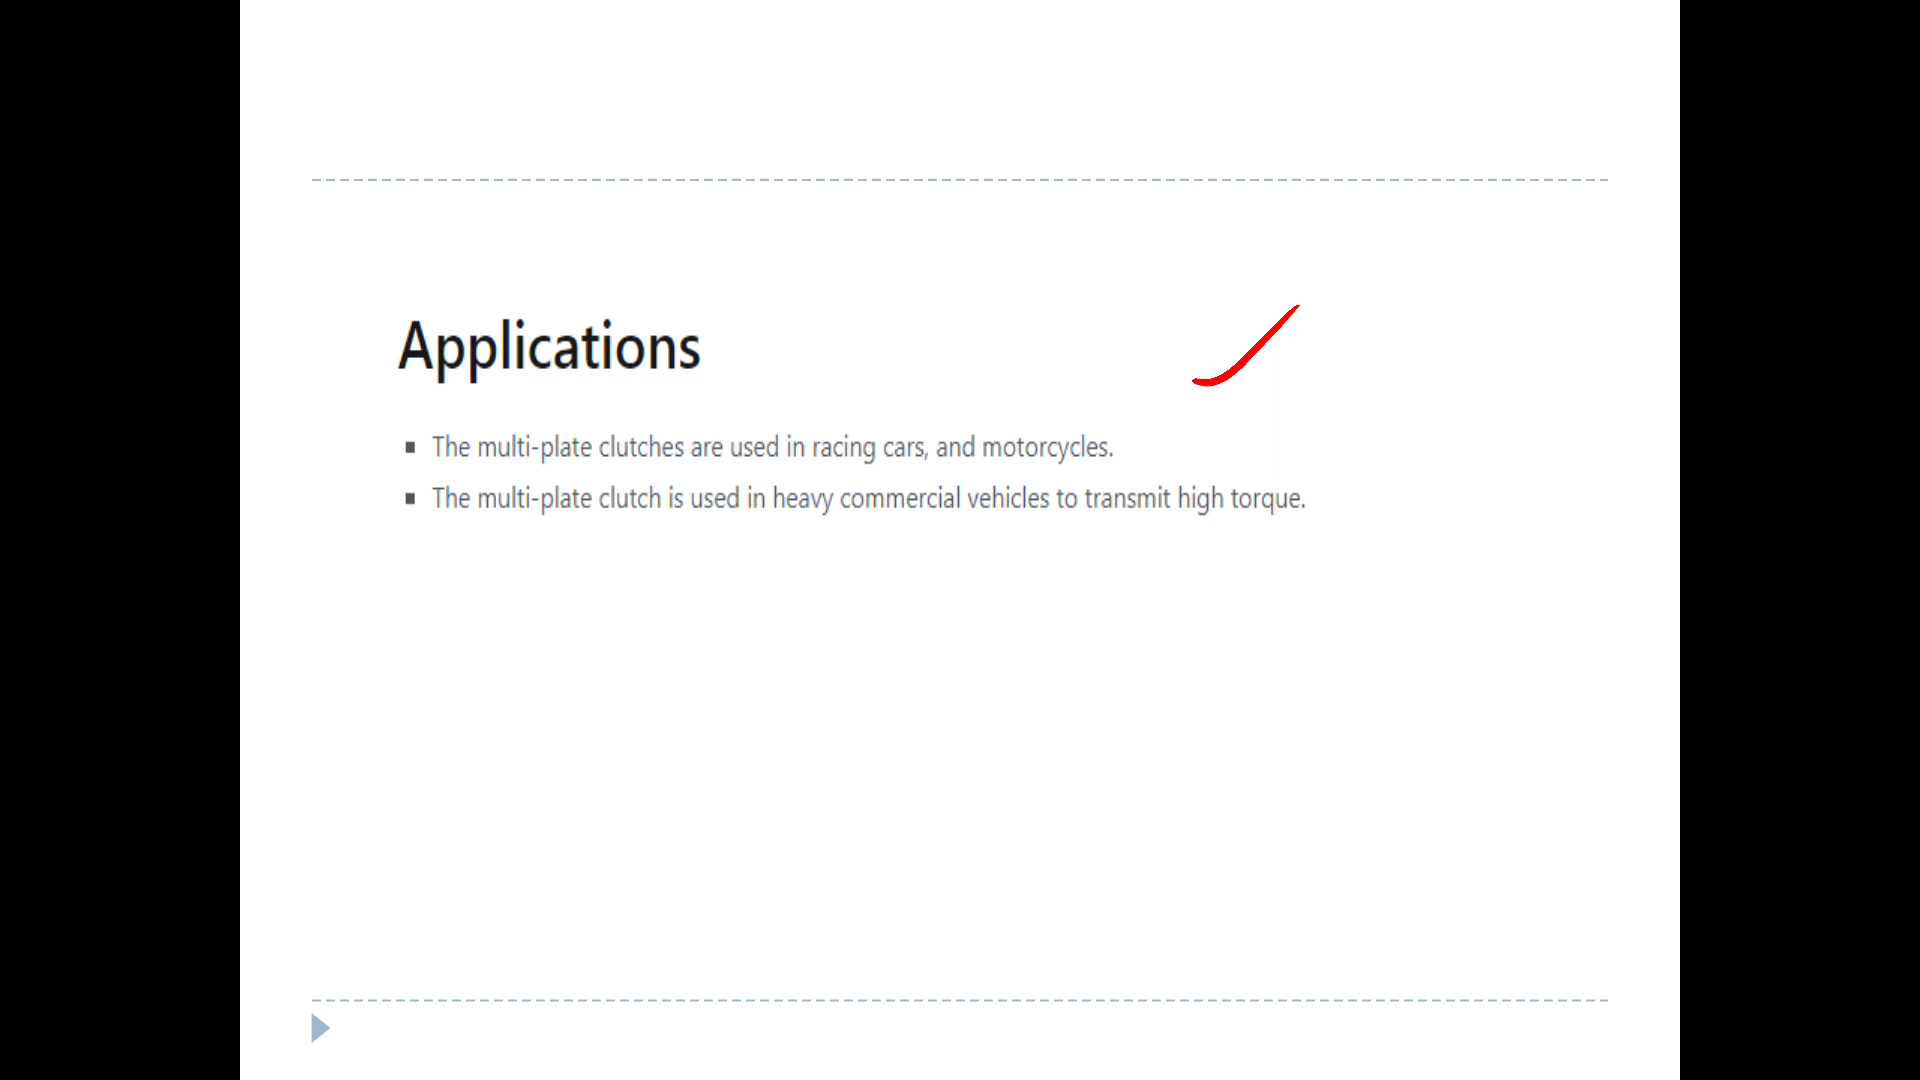 Applications
▪ The multi-plate clutches are used in racing cars, and motorcycles.
▪ The multi-plate clutch is used in heavy commercial vehicles to transmit high torque.